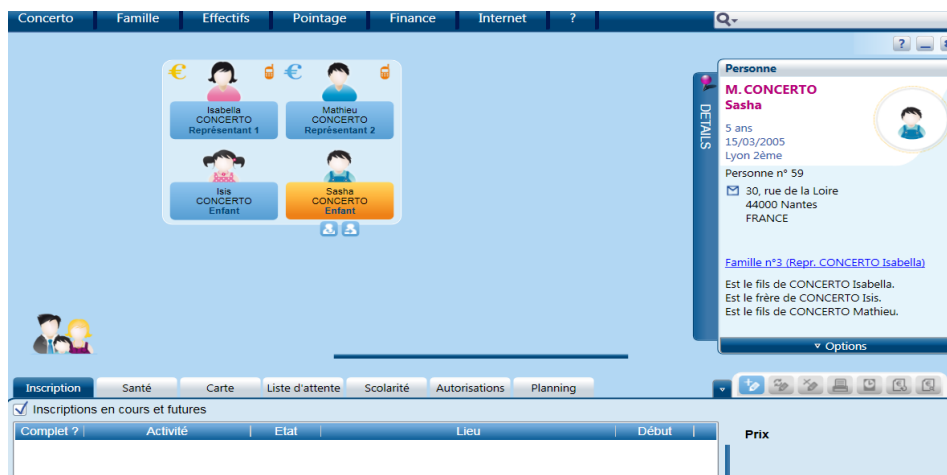 Concerto Famille Effectifs Pointage Finance Internet ?
?
Isabella
CONCERTO
Représentant 1
Mathieu
CONCERTO
Représentant 2
Isis
CONCERTO
Enfant
Sasha
CONCERTO
Enfant
DETAILS
Personne
M. CONCERTO
Sasha
5 ans
15/03/2005
Lyon 2ème
Personne n° 59
30, rue de la Loire
44000 Nantes
FRANCE
Famille n°3 (Repr. CONCERTO Isabella)
Est le fils de CONCERTO Isabella.
Est le frère de CONCERTO Isis.
Est le fils de CONCERTO Mathieu.
Options
Inscription Santé Carte Liste d'attente Scolarité Autorisations Planning
Inscriptions en cours et futures
Complet ? Activité Etat Lieu Début
Prix